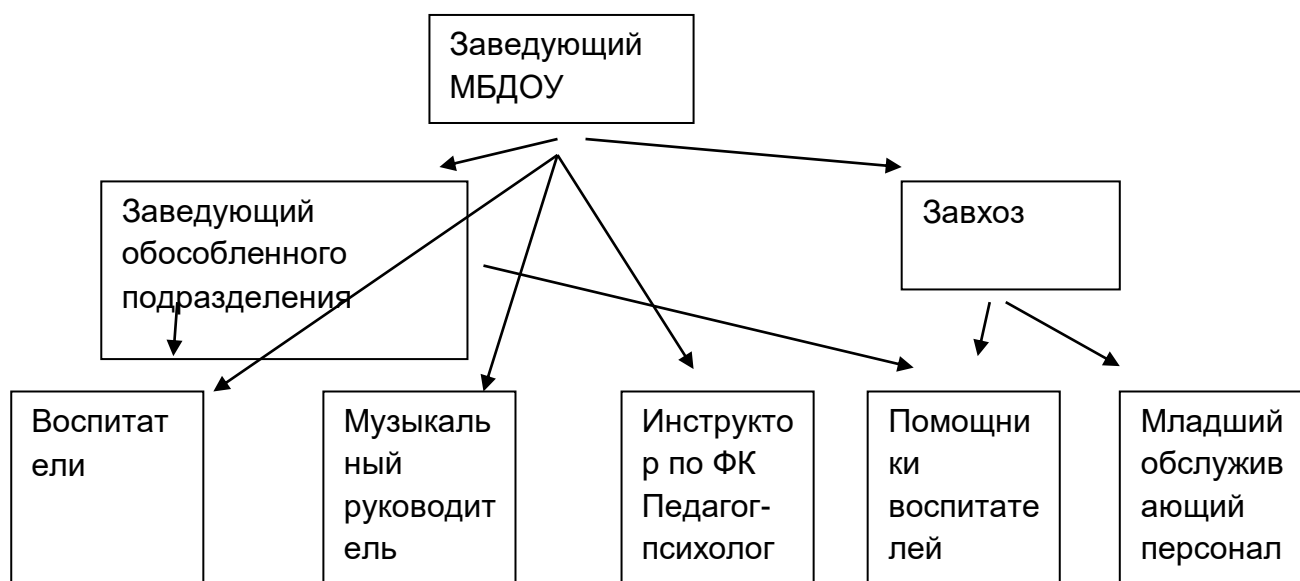 Заведующий
МБДОУ
Заведующий
обособленного
подразделения
Завхоз
Воспитат
ели
Музыкаль
ный
руководит
ель
Инструкто
р по ФК
Педагог-
психолог
Помощни
ки
воспитате
лей
Младший
обслужив
ающий
персонал